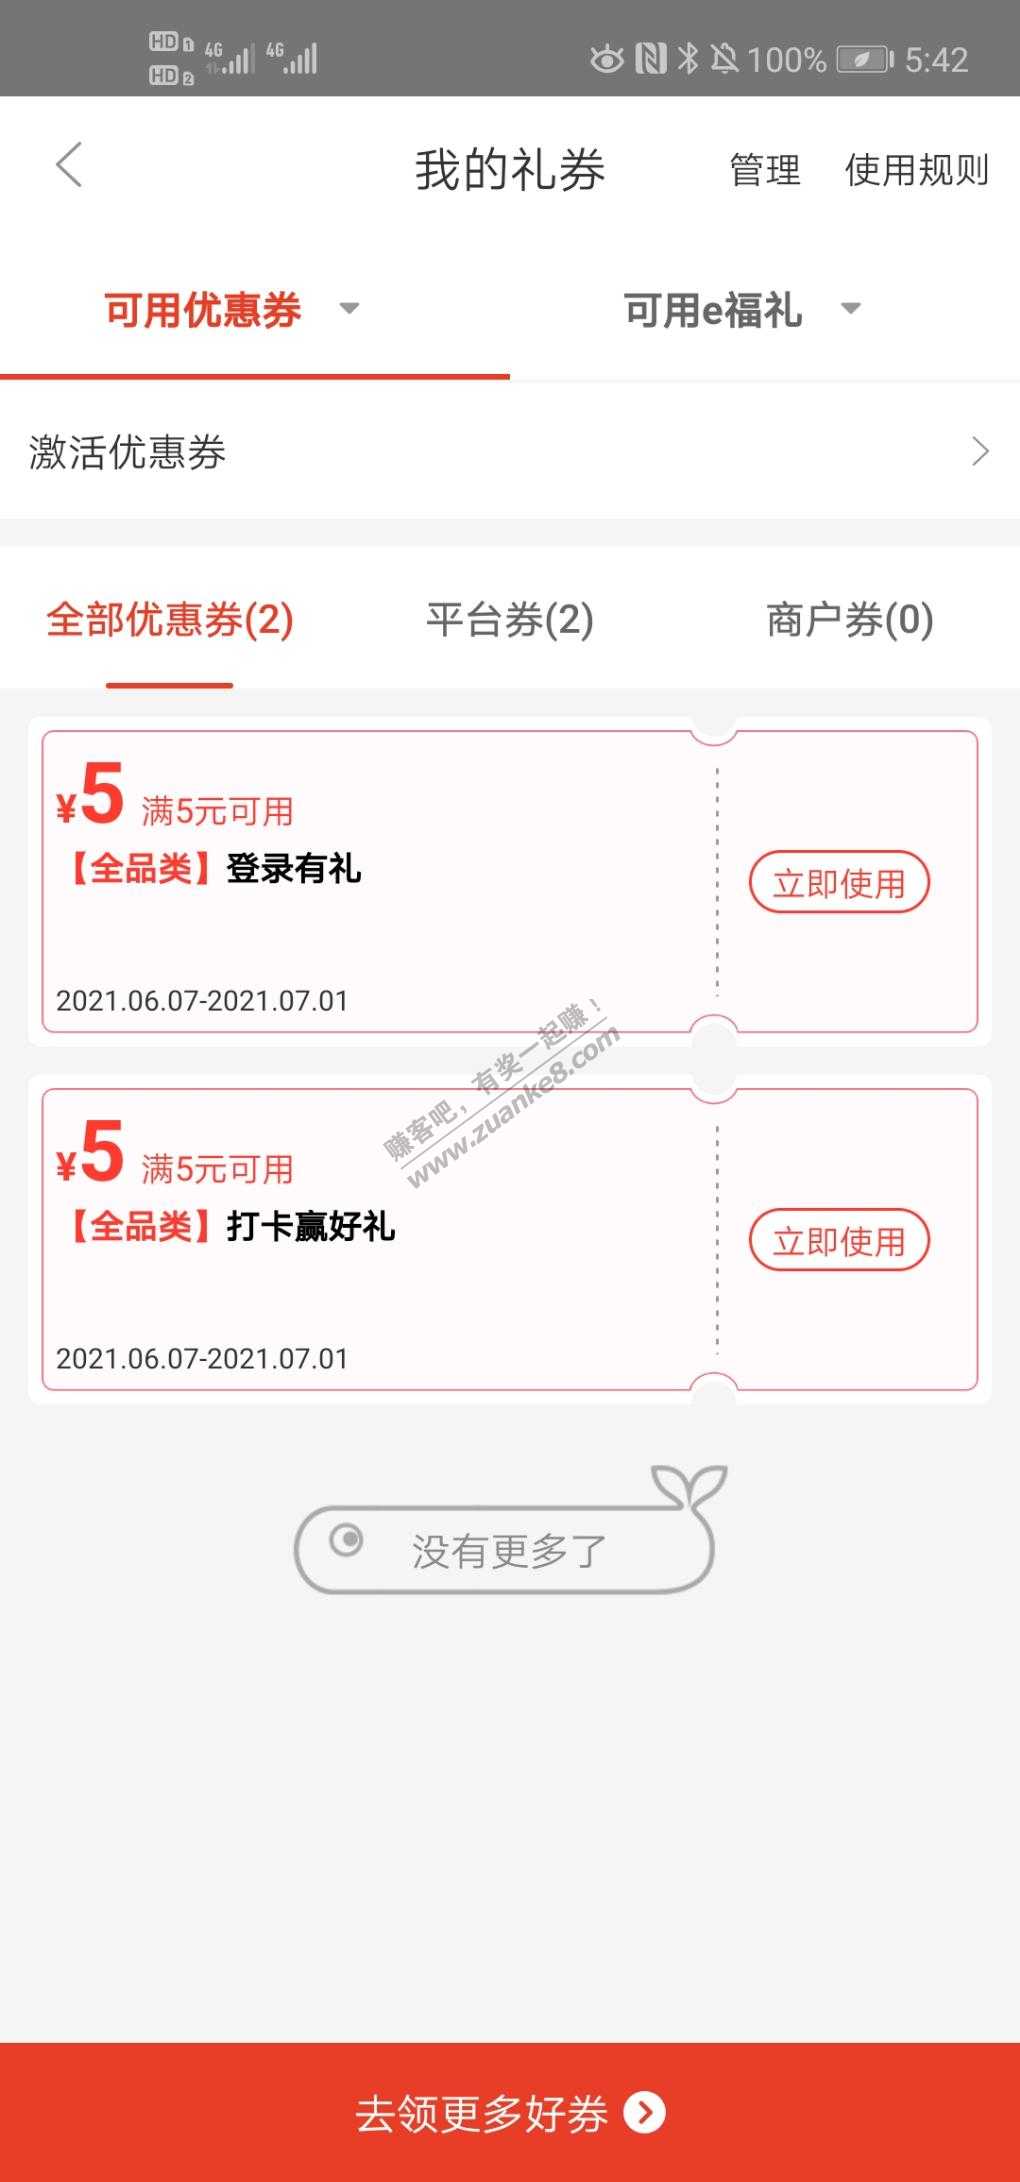 HD 1 4G 4G 100% 5:42
HD 2
我的礼券 管理 使用规则
可用优惠券 可用e福礼
激活优惠券
全部优惠券(2) 平台券(2) 商户券(0)
¥5 满5元可用
【全品类】登录有礼
立即使用
2021.06.07-2021.07.01
赚客吧，有奖一起赚！
www.zuanke8.com
¥5 满5元可用
【全品类】打卡赢好礼
立即使用
2021.06.07-2021.07.01
没有更多了
去领更多好券